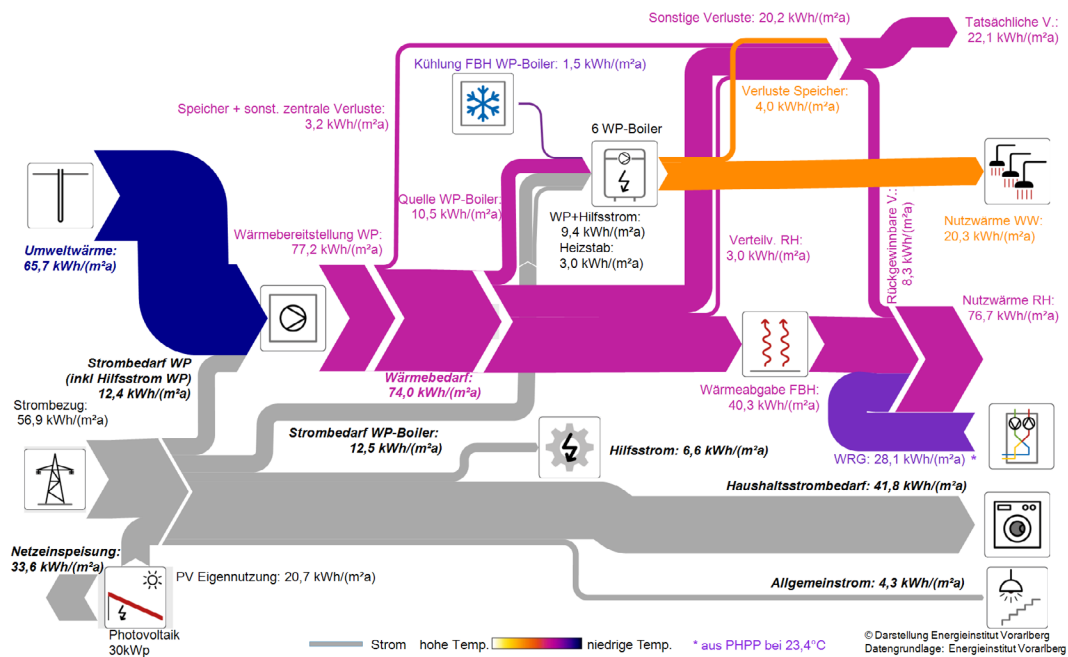 Sonstige Verluste: 20,2 kWh/(m²a)
Tatsächliche V.:
22,1 kWh/(m²a)
Kühlung FBH WP-Boiler: 1,5 kWh/(m²a)
Verluste Speicher:
4,0 kWh/(m²a)
Speicher + sonst. zentrale Verluste:
3,2 kWh/(m²a)
6 WP-Boiler
Quelle WP-Boiler:
10,5 kWh/(m²a)
Rückgewinnbare V.:
8,3 kWh/(m²a)
WP+Hilfsstrom:
9,4 kWh/(m²a)
Heizstab:
3,0 kWh/(m²a)
Nutzwärme WW:
20,3 kWh/(m²a)
Umweltwärme:
65,7 kWh/(m²a)
Wärmebereitstellung WP:
77,2 kWh/(m²a)
Verteilv. RH:
3,0 kWh/(m²a)
Nutzwärme RH:
76,7 kWh/(m²a)
Strombedarf WP
(inkl Hilfsstrom WP)
12,4 kWh/(m²a)
Wärmebedarf:
74,0 kWh/(m²a)
Wärmeabgabe FBH:
40,3 kWh/(m²a)
Strombezug:
56,9 kWh/(m²a)
Strombedarf WP-Boiler:
12,5 kWh/(m²a)
Hilfsstrom: 6,6 kWh/(m²a)
WRG: 28,1 kWh/(m²a) *
Haushaltsstrombedarf: 41,8 kWh/(m²a)
Netzeinspeisung:
33,6 kWh/(m²a)
PV Eigennutzung: 20,7 kWh/(m²a)
Allgemeinstrom: 4,3 kWh/(m²a)
Photovoltaik
30kWp
Strom
hohe Temp.
niedrige Temp.
* aus PHPP bei 23,4°C
© Darstellung Energieinstitut Vorarlberg
Datengrundlage: Energieinstitut Vorarlberg